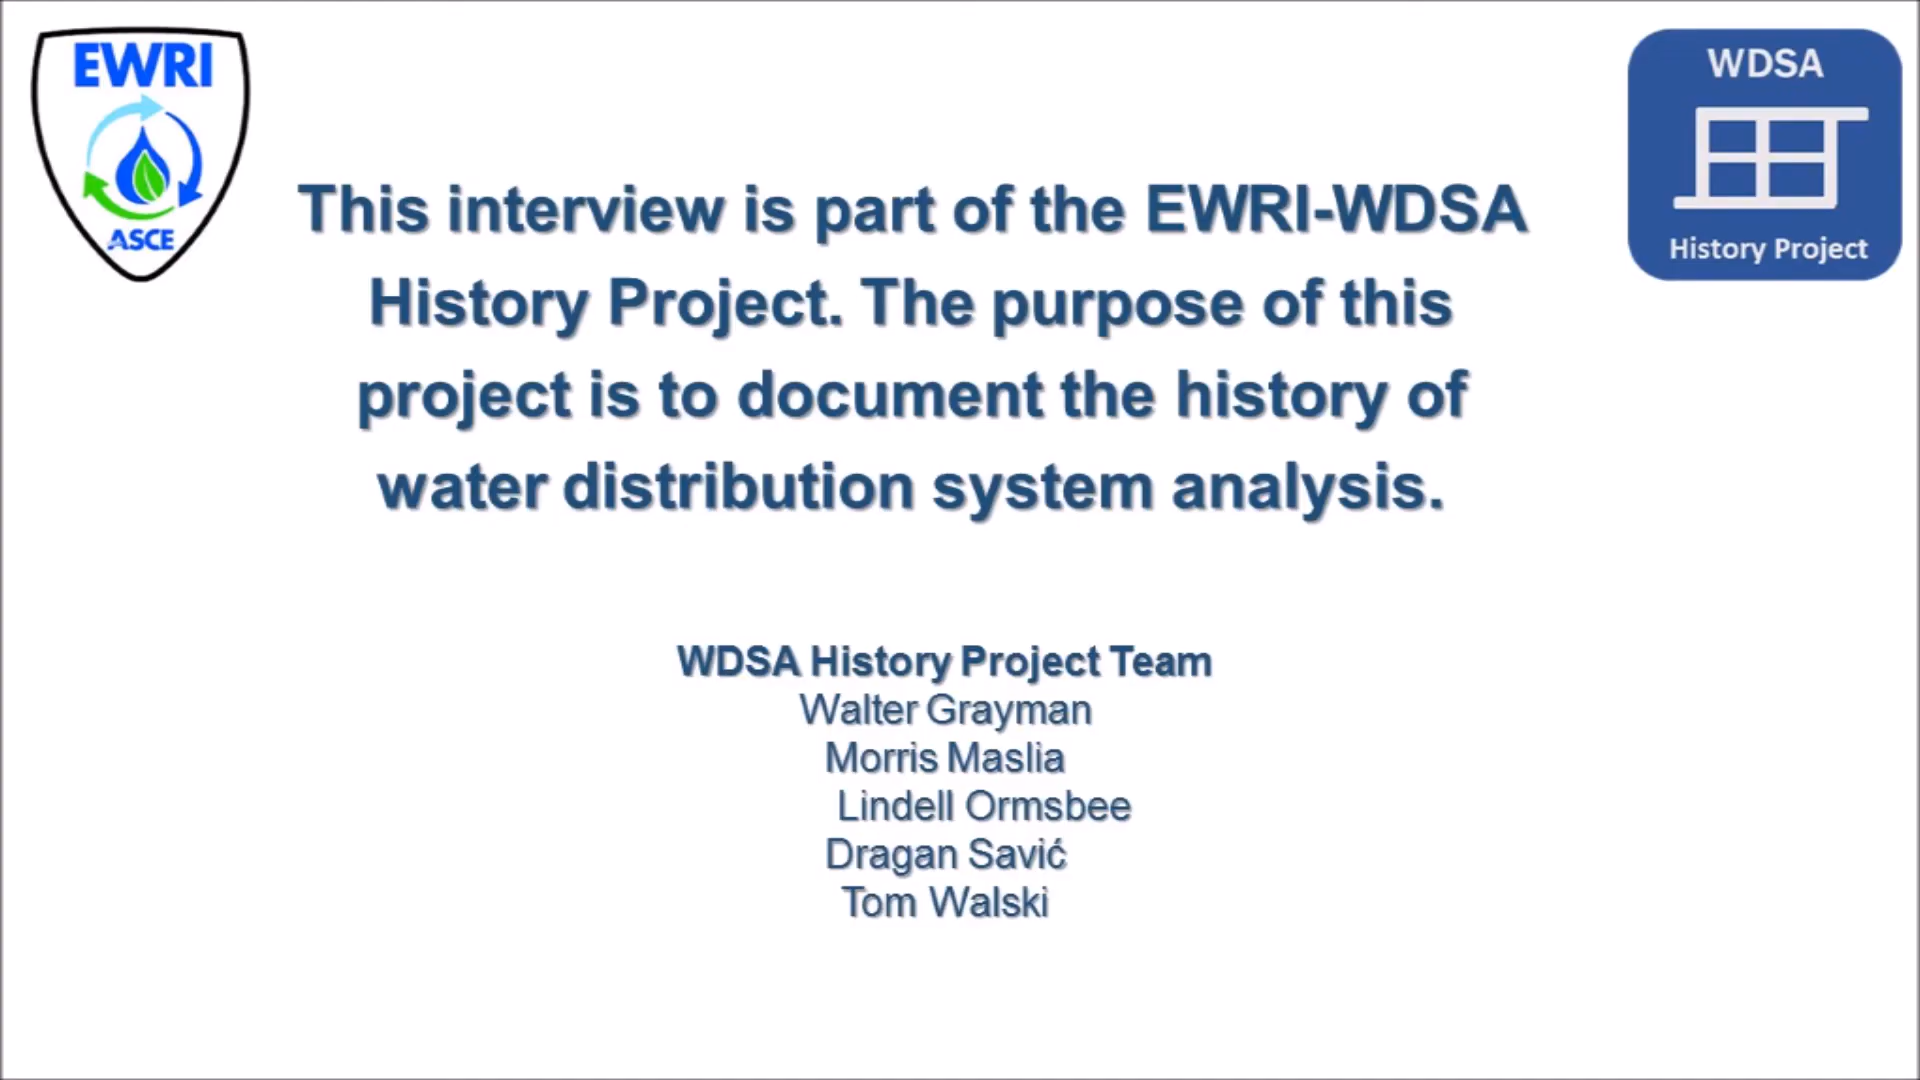 EWRI
ASCE
WDSA
History Project
This interview is part of the EWRI-WDSA
History Project. The purpose of this
project is to document the history of
water distribution system analysis.
WDSA History Project Team
Walter Grayman
Morris Maslia
Lindell Ormsbee
Dragan Savić
Tom Walski